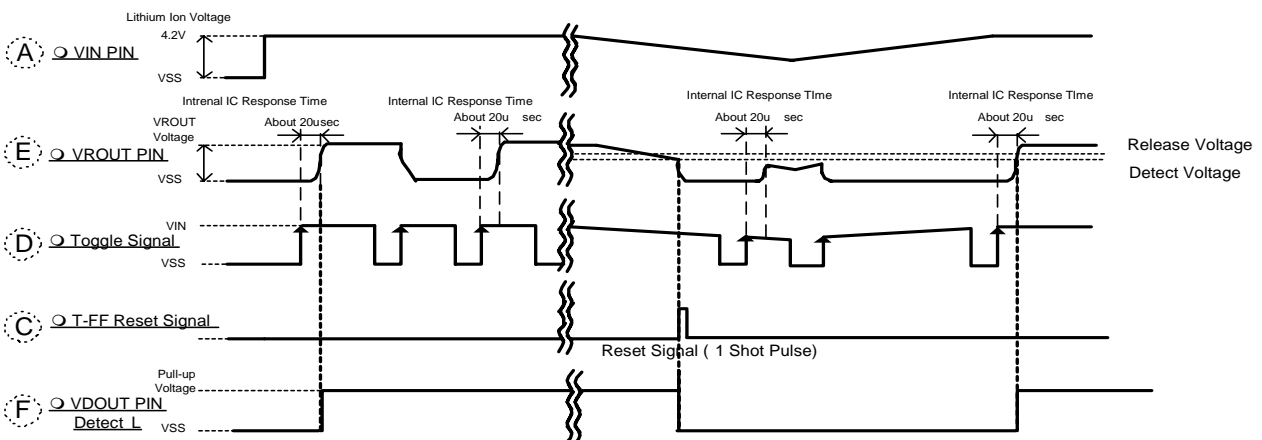 Lithium Ion Voltage
4.2V
A ○ VIN PIN
VSS
Intrenal IC Response Time Internal IC Response Time Internal IC Response TIme Internal IC Response Time
VROUT Voltage
About 20usec About 20u sec About 20u sec About 20u sec
E ○ VROUT PIN
VSS
Release Voltage
Detect Voltage
VIN
D ○ Toggle Signal
VSS
C ○ T-FF Reset Signal
Reset Signal ( 1 Shot Pulse)
Pull-up
Voltage
F ○ VDOUT PIN
Detect L
VSS